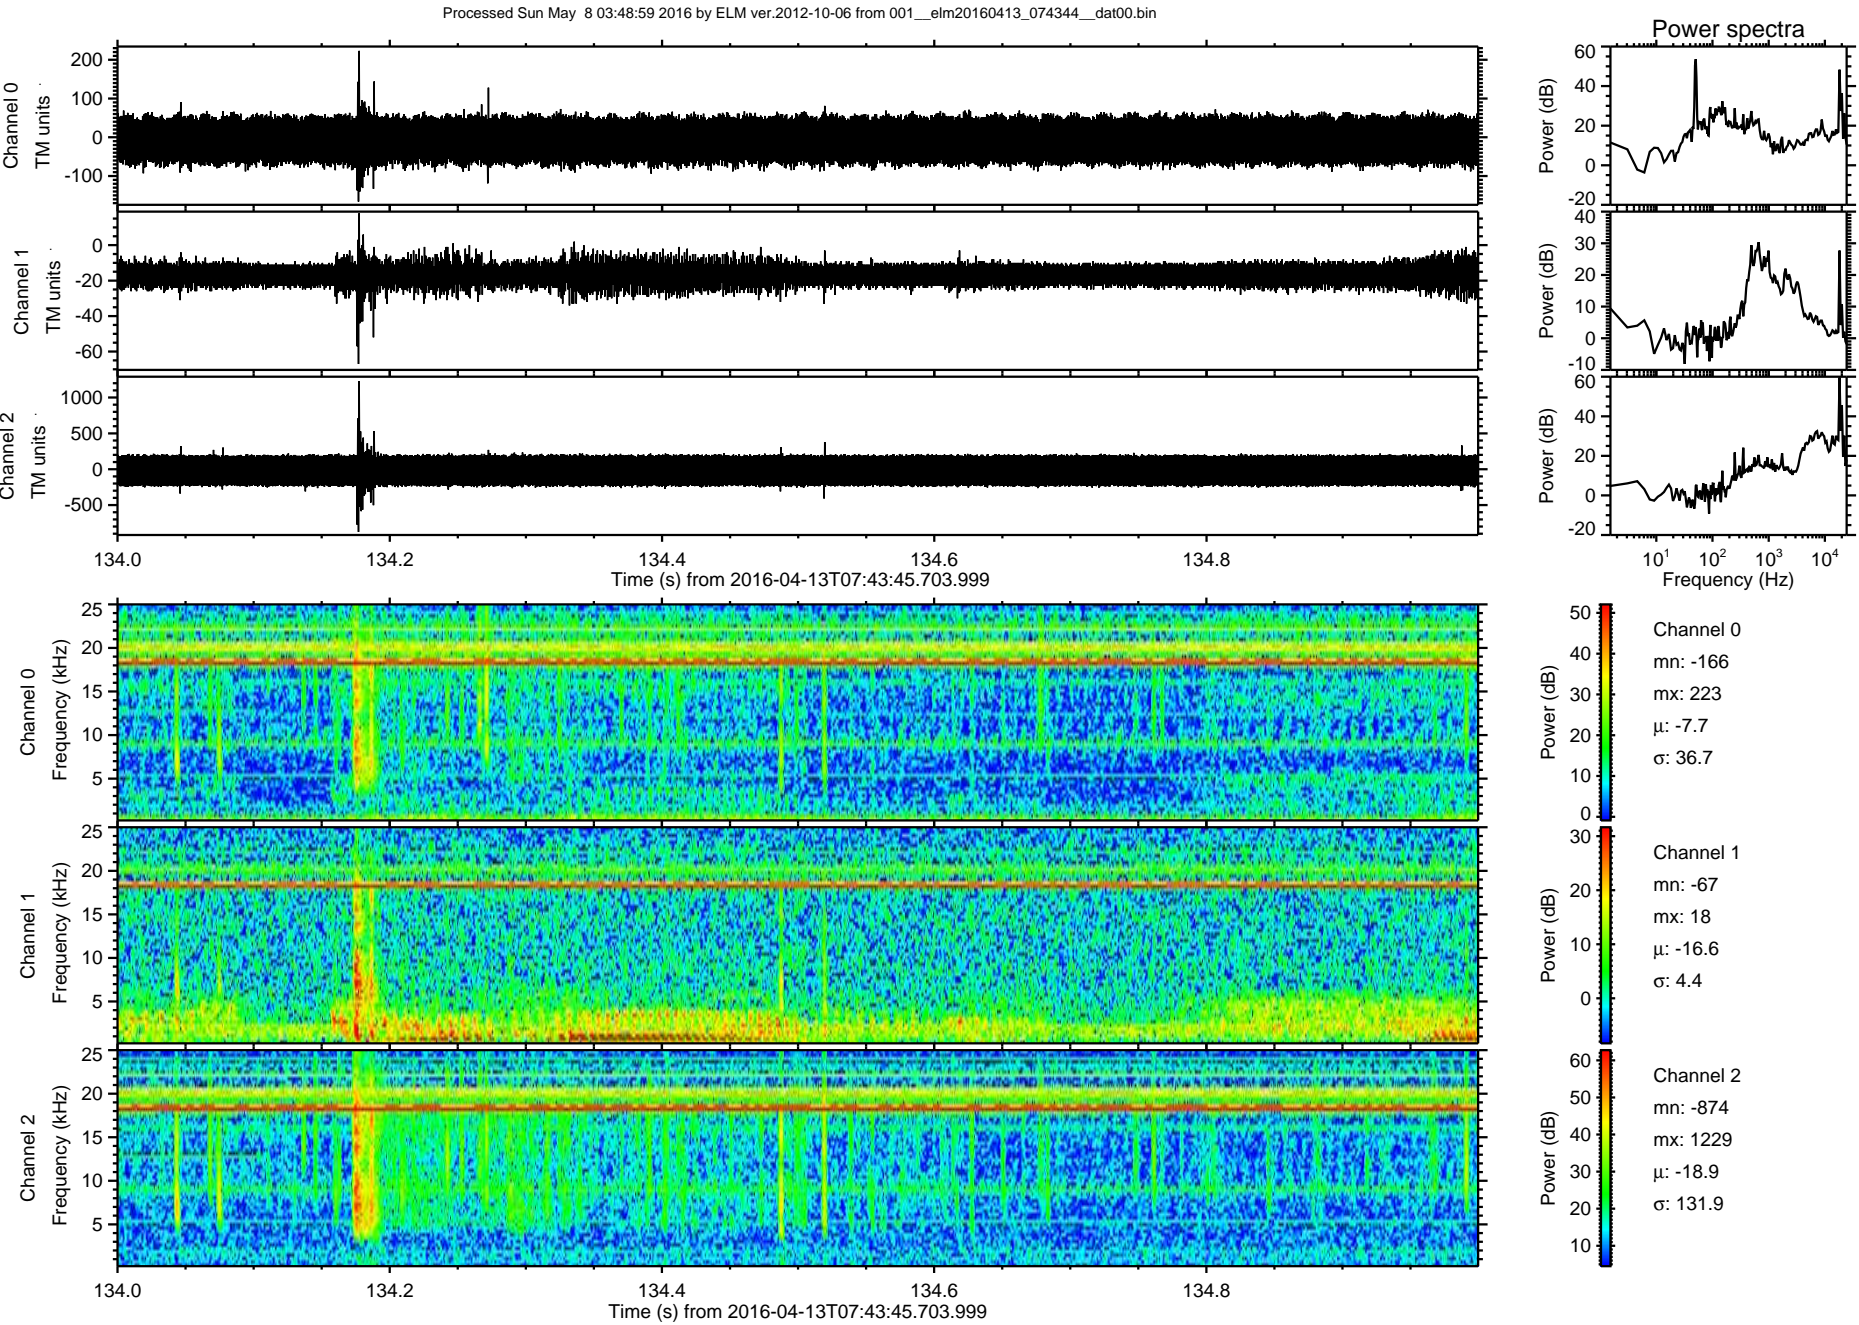 Processed Sun May  8 03:48:59 2016 by ELM ver.2012-10-06 from 001__elm20160413_074344__dat00.bin
Power spectra
Channel 0
TM units
200
100
0
-100
Power (dB)
60
40
20
0
-20
Channel 1
TM units
0
-20
-40
-60
Power (dB)
40
30
20
10
0
-10
Channel 2
TM units
1000
500
0
-500
Power (dB)
60
40
20
0
-20
134.0 134.2 134.4 134.6 134.8
Time (s) from 2016-04-13T07:43:45.703.999
10^1 10^2 10^3 10^4
Frequency (Hz)
Channel 0
Frequency (kHz)
25
20
15
10
5
Power (dB)
50
40
30
20
10
0
Channel 0
mn: -166
mx: 223
μ: -7.7
σ: 36.7
Channel 1
Frequency (kHz)
25
20
15
10
5
Power (dB)
30
20
10
0
Channel 1
mn: -67
mx: 18
μ: -16.6
σ: 4.4
Channel 2
Frequency (kHz)
25
20
15
10
5
Power (dB)
60
50
40
30
20
10
Channel 2
mn: -874
mx: 1229
μ: -18.9
σ: 131.9
134.0 134.2 134.4 134.6 134.8
Time (s) from 2016-04-13T07:43:45.703.999